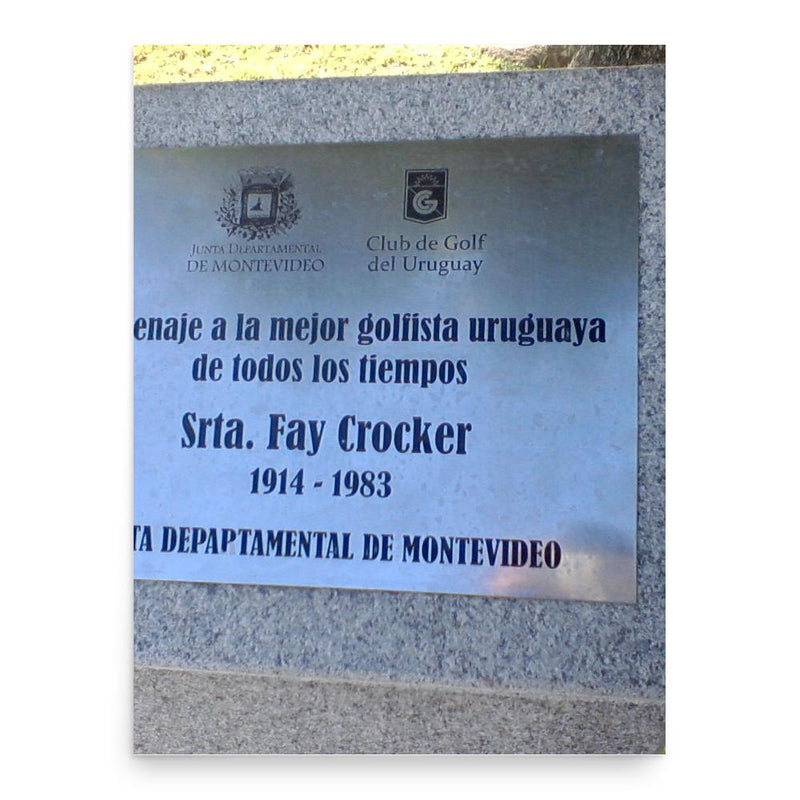 JUNTA DEPARTAMENTAL
DE MONTEVIDEO
G
Club de Golf
del Uruguay
enaje a la mejor golfista uruguaya
de todos los tiempos
Srta. Fay Crocker
1914 - 1983
TA DEPARTAMENTAL DE MONTEVIDEO